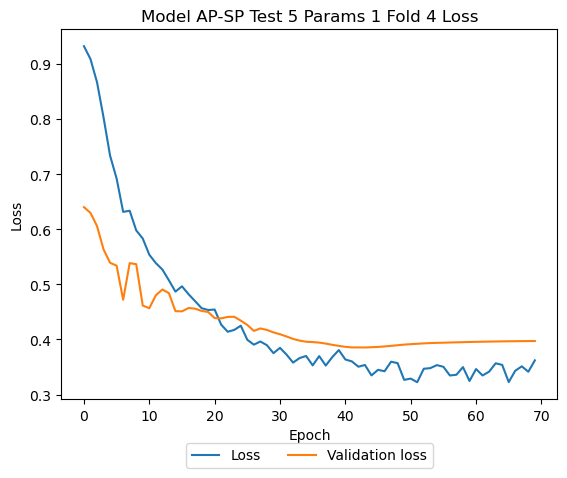 Model AP-SP Test 5 Params 1 Fold 4 Loss
0.9
0.8
0.7
0.6
0.5
0.4
0.3
Loss
0 10 20 30 40 50 60 70
Epoch
Loss Validation loss